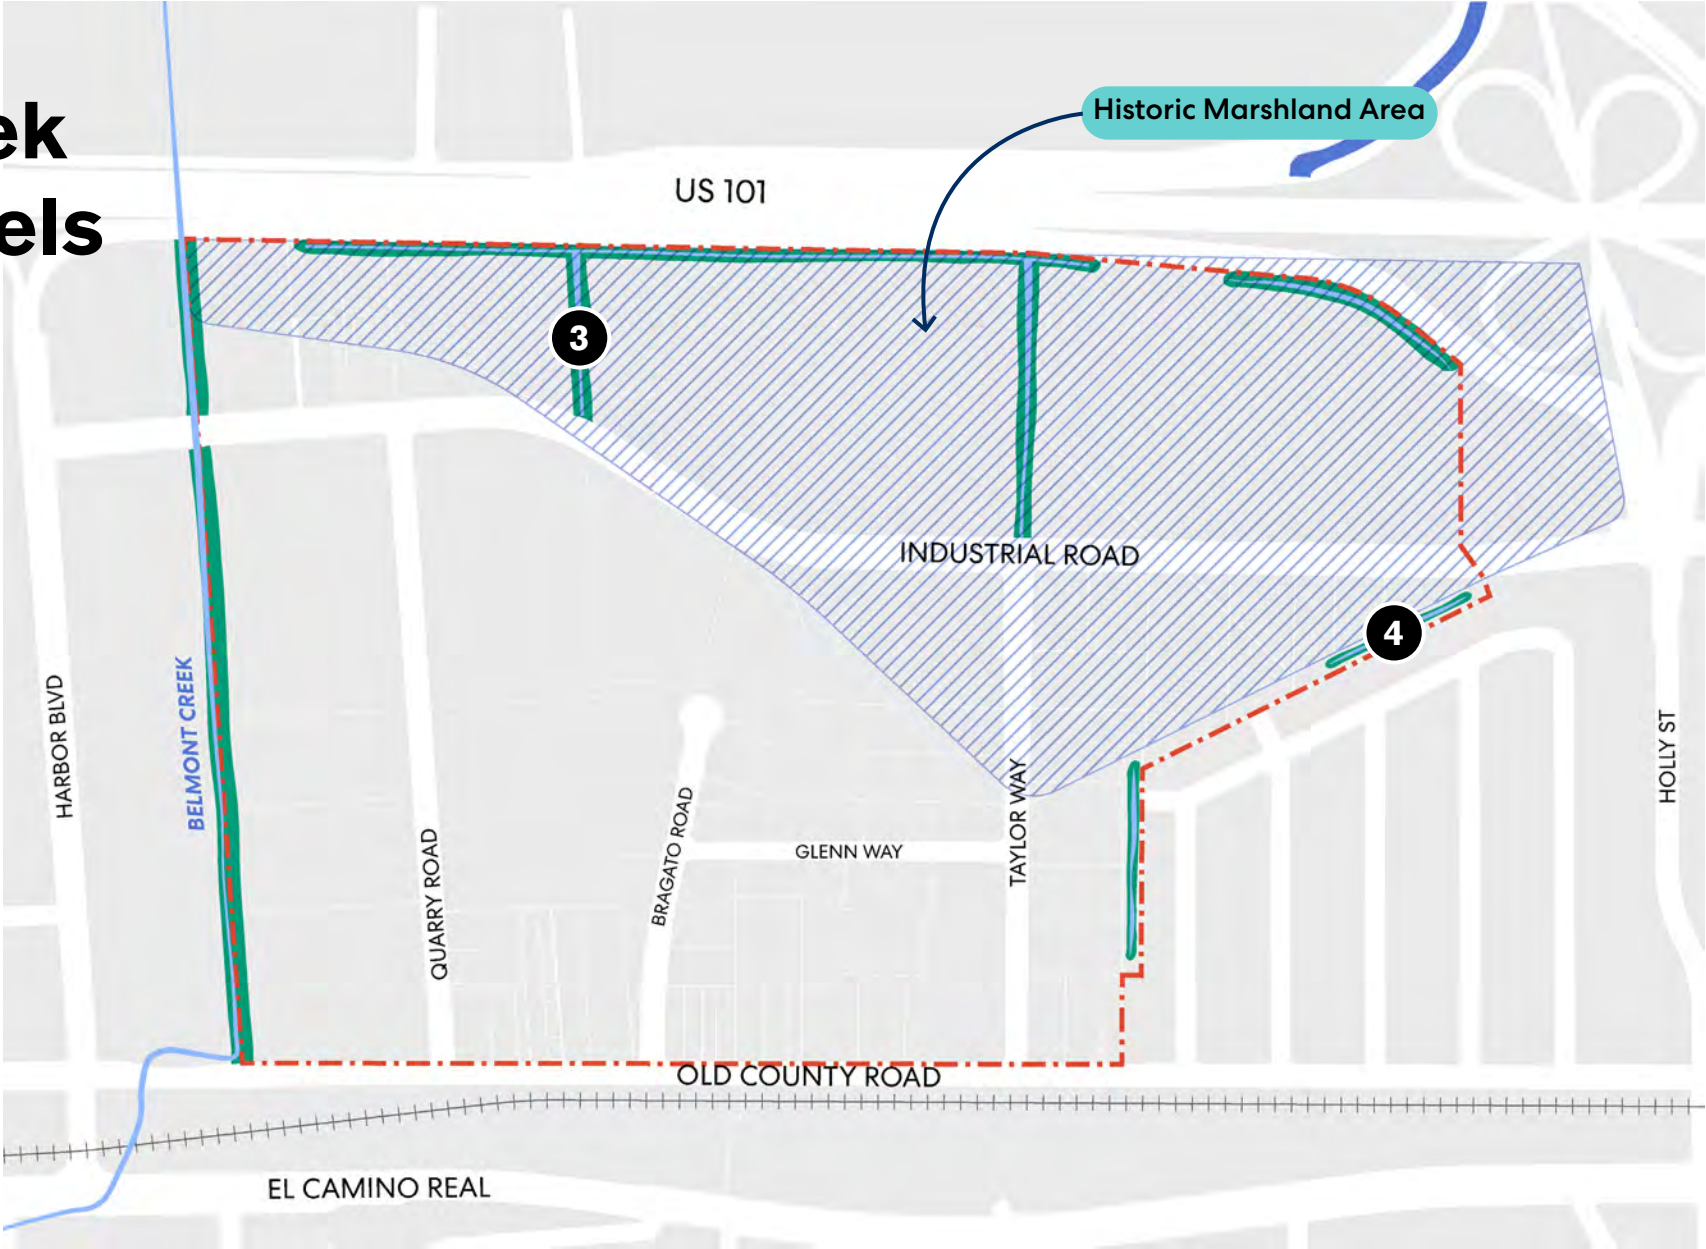 ek
els
Historic Marshland Area
US 101
3
INDUSTRIAL ROAD
4
HARBOR BLVD
BELMONT CREEK
QUARRY ROAD
BRAGATO ROAD
GLENN WAY
TAYLOR WAY
HOLLY ST
OLD COUNTY ROAD
EL CAMINO REAL